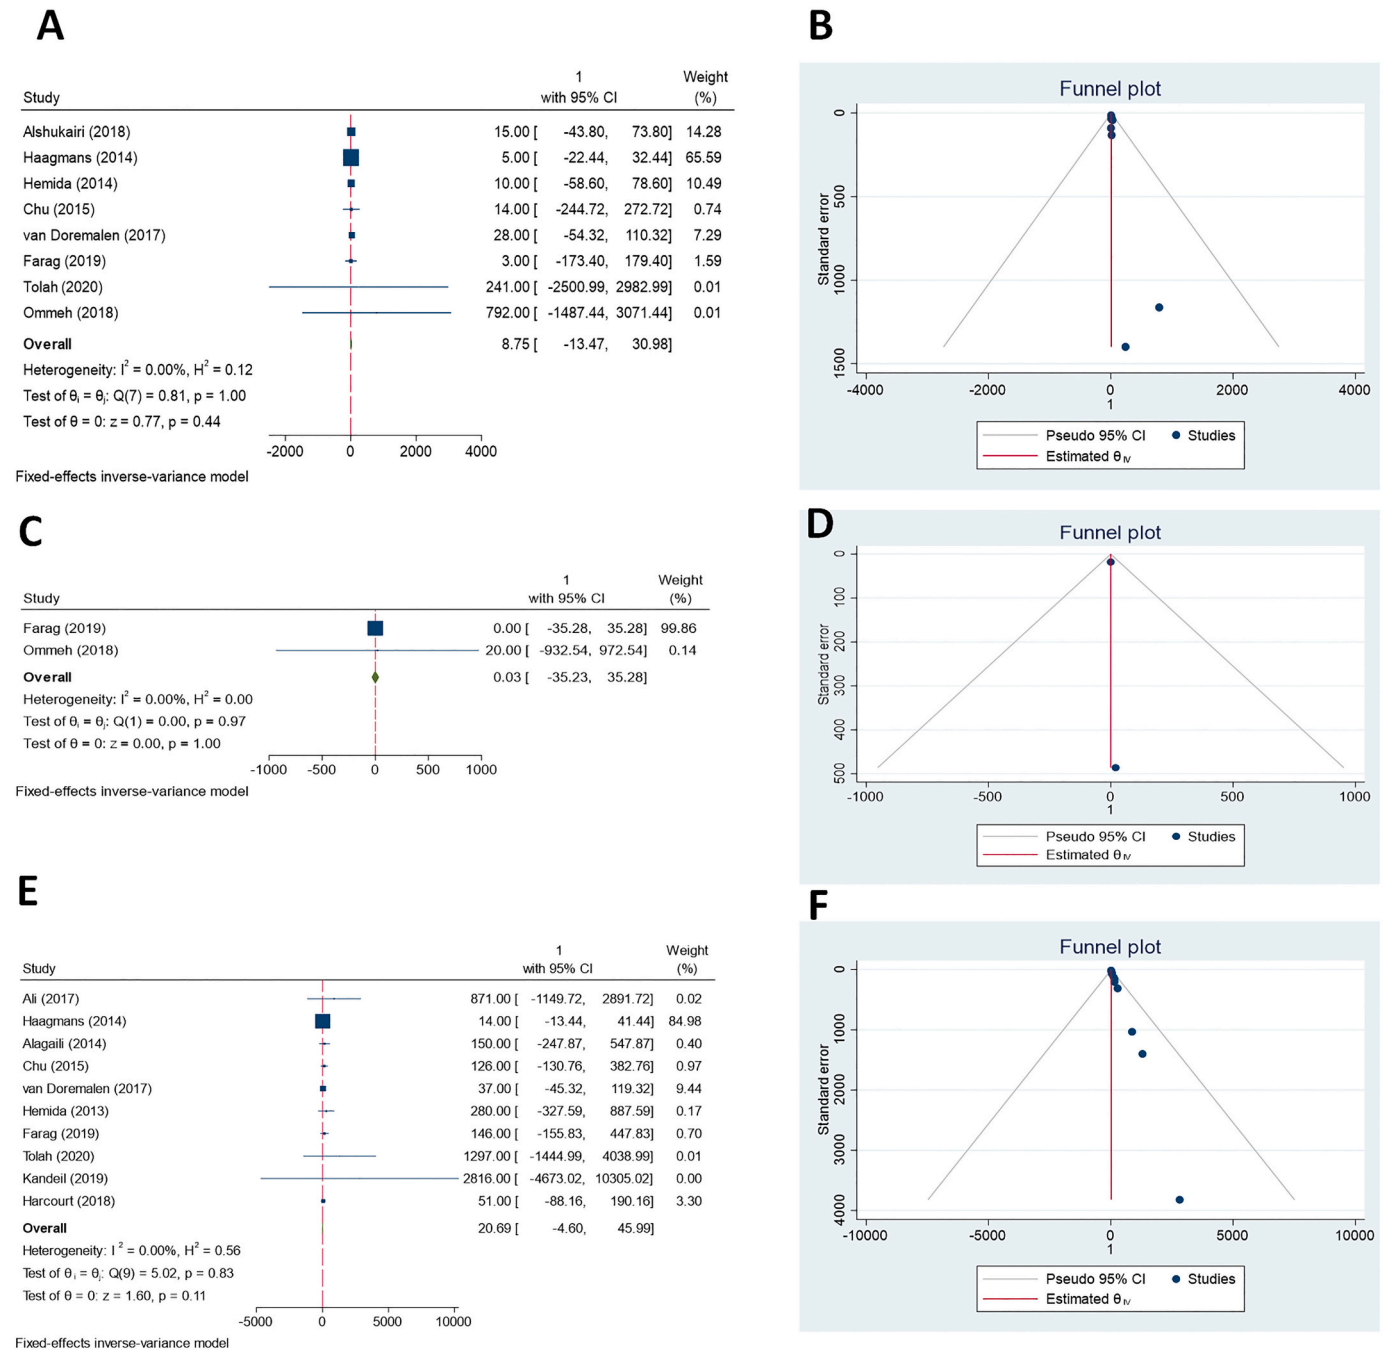 A
1 Weight
Study with 95% CI (%)
Alshukairi (2018) 15.00 [ -43.80, 73.80] 14.28
Haagmans (2014) 5.00 [ -22.44, 32.44] 65.59
Hemida (2014) 10.00 [ -58.60, 78.60] 10.49
Chu (2015) 14.00 [ -244.72, 272.72] 0.74
van Doremalen (2017) 28.00 [ -54.32, 110.32] 7.29
Farag (2019) 3.00 [ -173.40, 179.40] 1.59
Tolah (2020) 241.00 [ -2500.99, 2982.99] 0.01
Ommeh (2018) 792.00 [ -1487.44, 3071.44] 0.01
Overall 8.75 [ -13.47, 30.98]
Heterogeneity: I² = 0.00%, H² = 0.12
Test of θᵢ = θⱼ: Q(7) = 0.81, p = 1.00
Test of θ = 0: z = 0.77, p = 0.44
-2000 0 2000 4000
Fixed-effects inverse-variance model
B
Funnel plot
Standard error
0
500
1000
1500
-4000 -2000 0 2000 4000
1
Pseudo 95% CI Studies
Estimated θ IV
C
1 Weight
Study with 95% CI (%)
Farag (2019) 0.00 [ -35.28, 35.28] 99.86
Ommeh (2018) 20.00 [ -932.54, 972.54] 0.14
Overall 0.03 [ -35.23, 35.28]
Heterogeneity: I² = 0.00%, H² = 0.00
Test of θᵢ = θⱼ: Q(1) = 0.00, p = 0.97
Test of θ = 0: z = 0.00, p = 1.00
-1000 -500 0 500 1000
Fixed-effects inverse-variance model
D
Funnel plot
Standard error
0
100
200
300
400
500
-1000 -500 0 500 1000
1
Pseudo 95% CI Studies
Estimated θ IV
E
1 Weight
Study with 95% CI (%)
Ali (2017) 871.00 [ -1149.72, 2891.72] 0.02
Haagmans (2014) 14.00 [ -13.44, 41.44] 84.98
Alagaili (2014) 150.00 [ -247.87, 547.87] 0.40
Chu (2015) 126.00 [ -130.76, 382.76] 0.97
van Doremalen (2017) 37.00 [ -45.32, 119.32] 9.44
Hemida (2013) 280.00 [ -327.59, 887.59] 0.17
Farag (2019) 146.00 [ -155.83, 447.83] 0.70
Tolah (2020) 1297.00 [ -1444.99, 4038.99] 0.01
Kandeil (2019) 2816.00 [ -4673.02, 10305.02] 0.00
Harcourt (2018) 51.00 [ -88.16, 190.16] 3.30
Overall 20.69 [ -4.60, 45.99]
Heterogeneity: I² = 0.00%, H² = 0.56
Test of θᵢ = θⱼ: Q(9) = 5.02, p = 0.83
Test of θ = 0: z = 1.60, p = 0.11
-5000 0 5000 10000
Fixed-effects inverse-variance model
F
Funnel plot
Standard error
0
1000
2000
3000
4000
-10000 -5000 0 5000 10000
1
Pseudo 95% CI Studies
Estimated θ IV